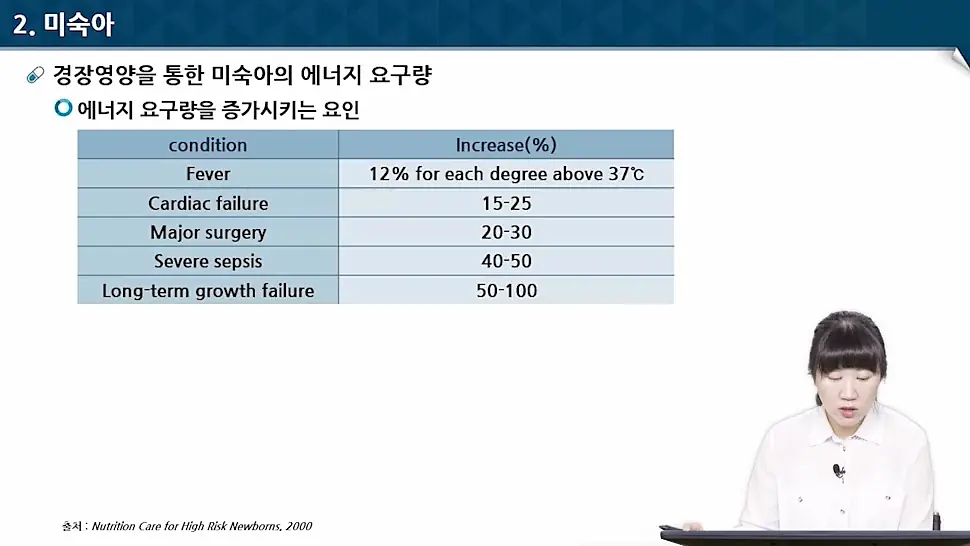 2. 미숙아
경장영양을 통한 미숙아의 에너지 요구량
에너지 요구량을 증가시키는 요인
condition Increase(%)
Fever 12% for each degree above 37℃
Cardiac failure 15-25
Major surgery 20-30
Severe sepsis 40-50
Long-term growth failure 50-100
출처 : Nutrition Care for High Risk Newborns, 2000